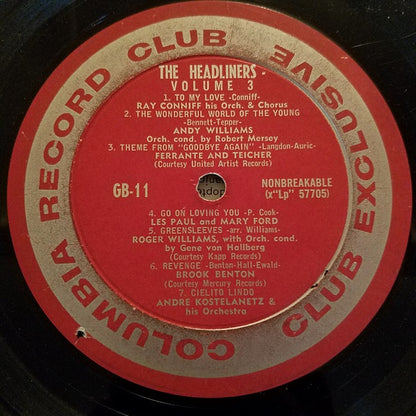 COLUMBIA RECORD CLUB
CLUB EXCLUSIVE
THE HEADLINERS -
VOLUME 3
1. TO MY LOVE -Conniff-
RAY CONNIFF his Orch. & Chorus
2. THE WONDERFUL WORLD OF THE YOUNG
-Bennett-Tepper-
ANDY WILLIAMS
Orch. cond. by Robert Mersey
3. THEME FROM "GOODBYE AGAIN" -Langdon-Auric-
FERRANTE AND TEICHER
(Courtesy United Artist Records)
GB-11
NONBREAKABLE
(x"Lp" 57705)
4. GO ON LOVING YOU -P. Cook-
LES PAUL and MARY FORD
5. GREENSLEEVES -arr. Williams-
ROGER WILLIAMS, with Orch. cond.
by Gene von Hallberg
(Courtesy Kapp Records)
6. REVENGE -Benton-Hall-Ewald-
BROOK BENTON
(Courtesy Mercury Records)
7. CIELITO LINDO
ANDRE KOSTELANETZ &
his Orchestra